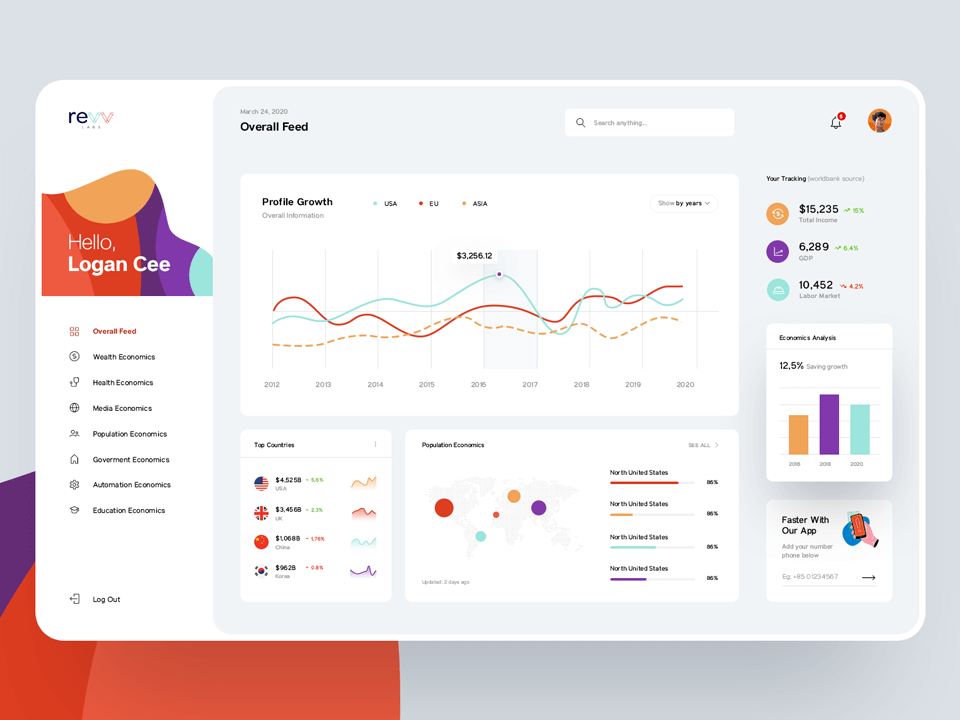 revv
LABS
Hello,
Logan Cee
Overall Feed
Wealth Economics
Health Economics
Media Economics
Population Economics
Goverment Economics
Automation Economics
Education Economics
Log Out
March 24, 2020
Overall Feed
Search anything...
6
Profile Growth
Overall Information
USA
EU
ASIA
Show by years
$3,256.12
2012 2013 2014 2015 2016 2017 2018 2019 2020
Top Countries
$4,525B 5.6%
USA
$3,456B 2.3%
UK
$1,068B 1.76%
China
$962B 0.8%
Korea
Population Economics
SEE ALL
Updated: 2 days ago
North United States
86%
North United States
86%
North United States
86%
North United States
86%
Your Tracking (worldbank source)
$15,235 15%
Total Income
6,289 6.4%
GDP
10,452 4.2%
Labor Market
Economics Analysis
12,5% Saving growth
2020
Faster With
Our App
Add your number
phone below
Eg: +85 01234567